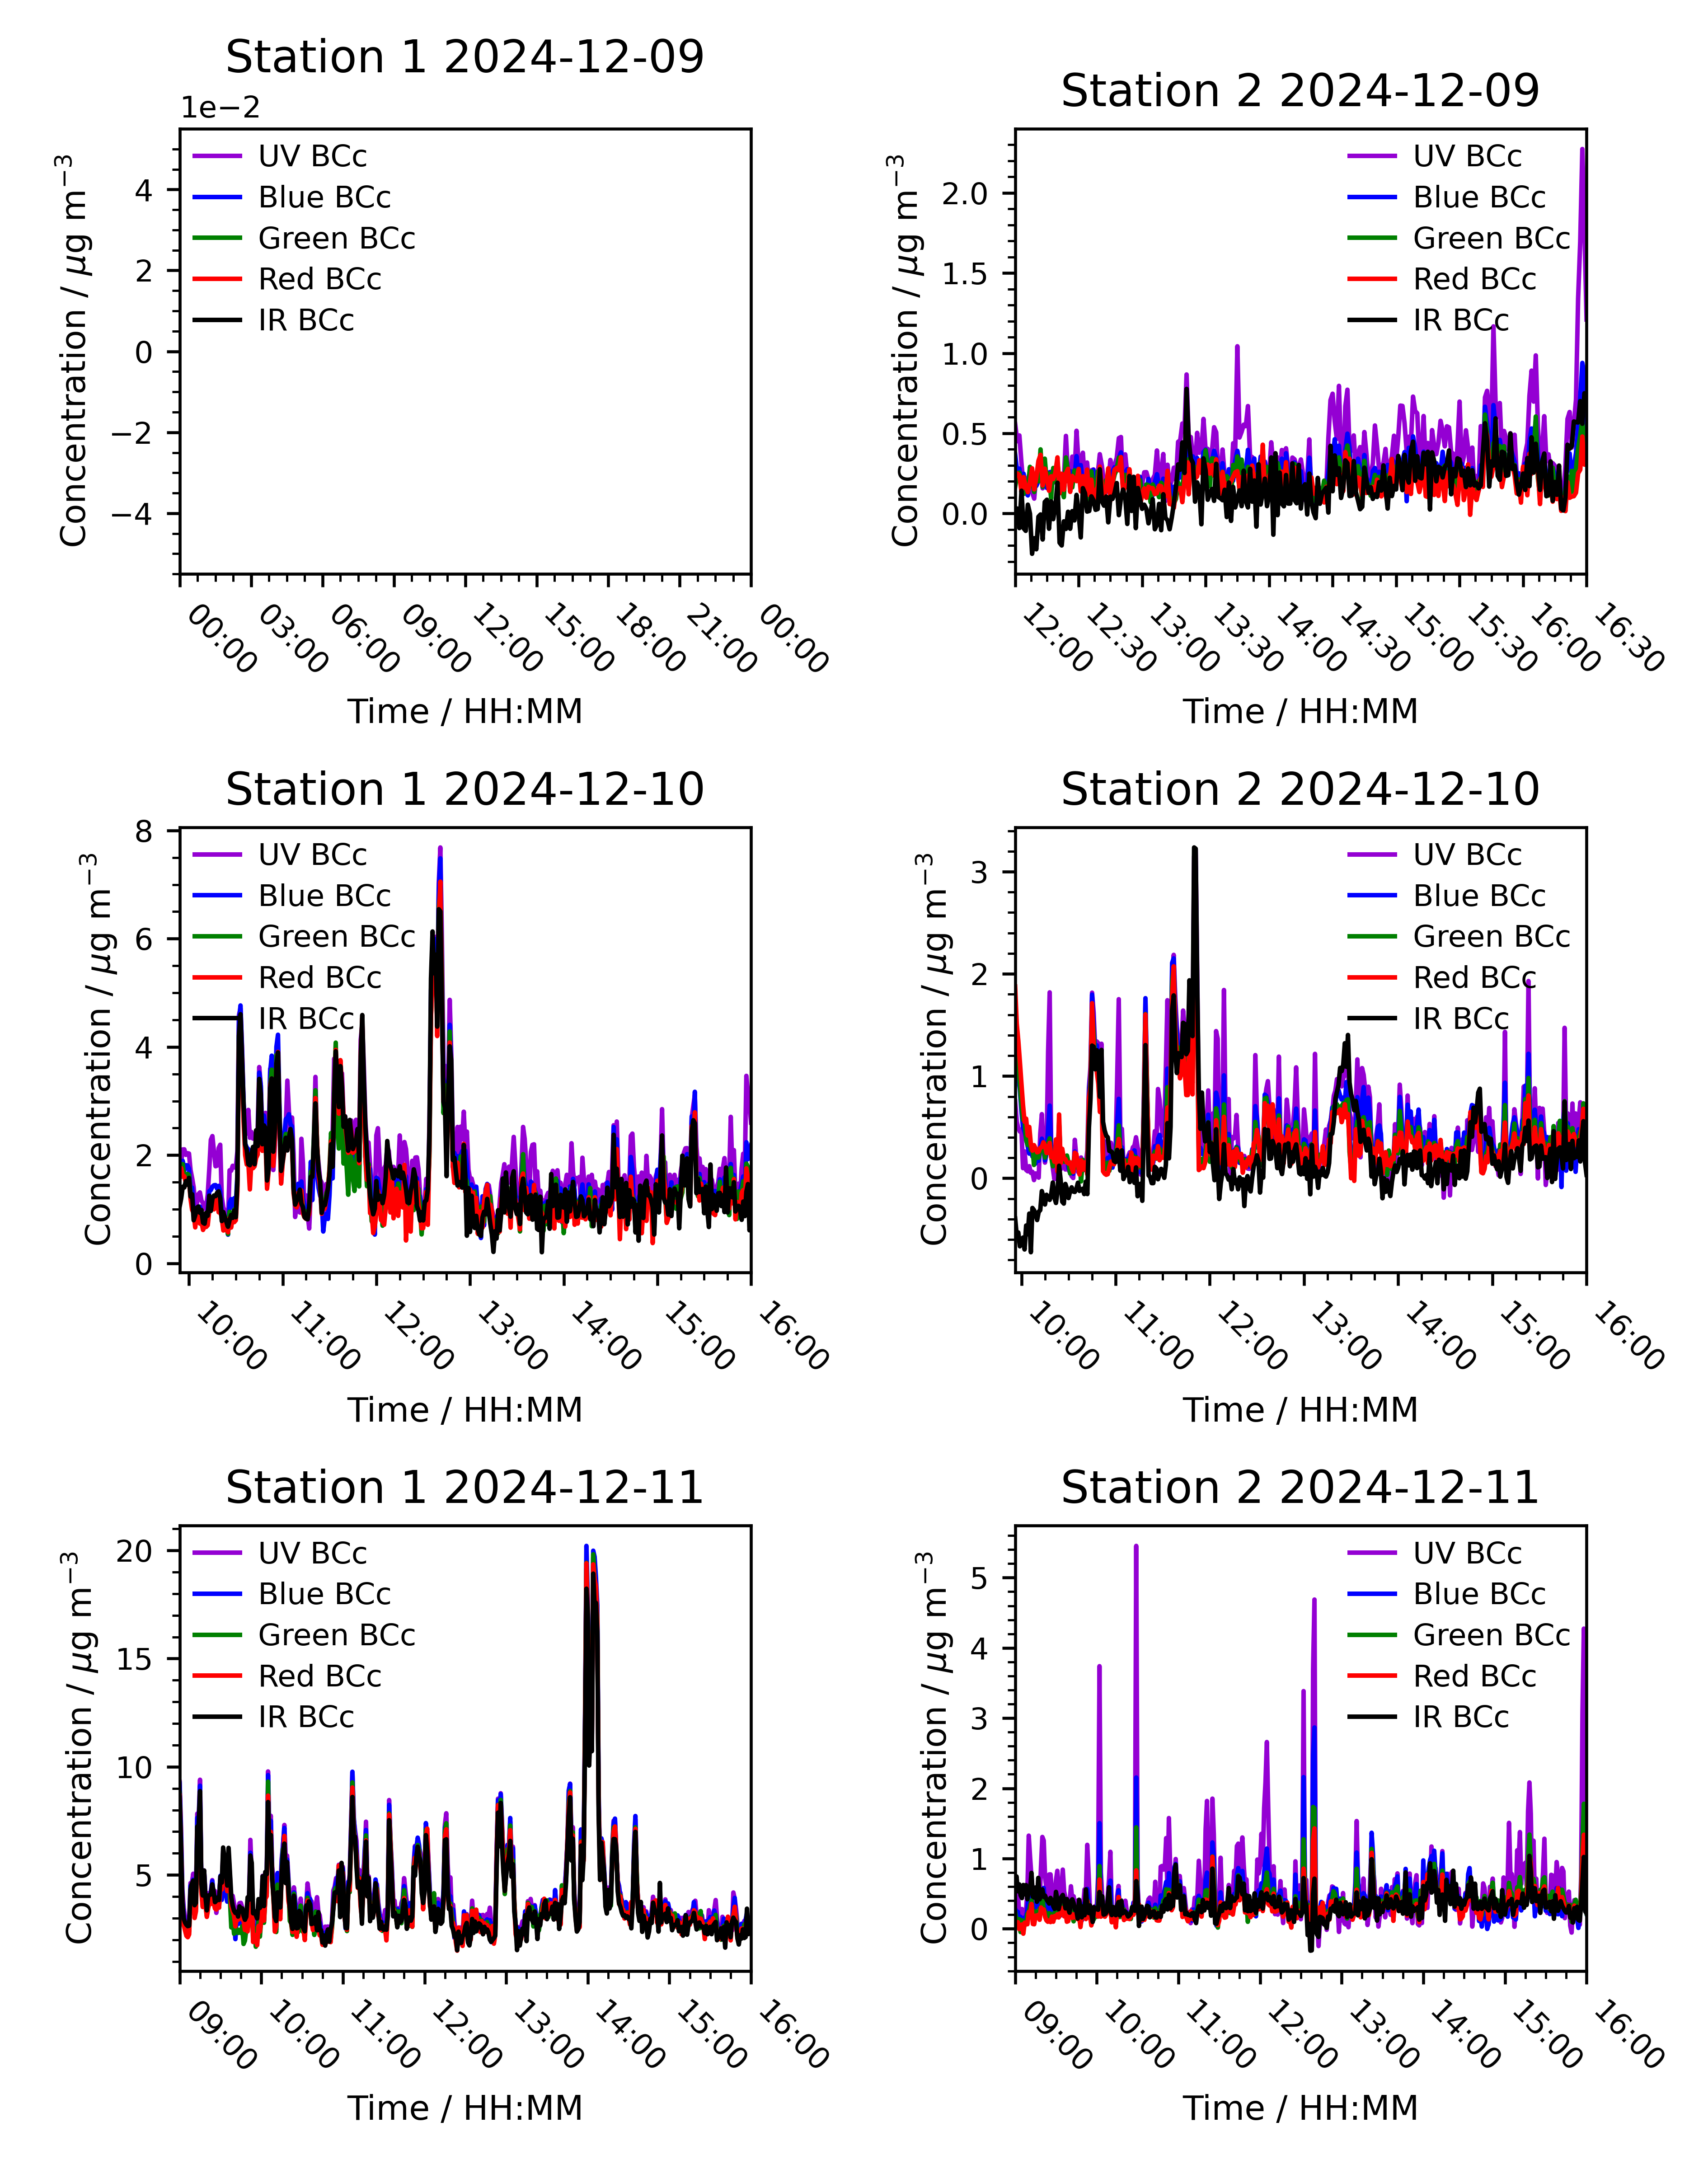 Station 1 2024-12-09
1e−2
Concentration / µg m⁻³
4
2
0
−2
−4
UV BCc
Blue BCc
Green BCc
Red BCc
IR BCc
00:00
03:00
06:00
09:00
12:00
15:00
18:00
21:00
00:00
Time / HH:MM
Station 2 2024-12-09
Concentration / µg m⁻³
2.0
1.5
1.0
0.5
0.0
UV BCc
Blue BCc
Green BCc
Red BCc
IR BCc
12:00
12:30
13:00
13:30
14:00
14:30
15:00
15:30
16:00
16:30
Time / HH:MM
Station 1 2024-12-10
Concentration / µg m⁻³
8
6
4
2
0
UV BCc
Blue BCc
Green BCc
Red BCc
IR BCc
10:00
11:00
12:00
13:00
14:00
15:00
16:00
Time / HH:MM
Station 2 2024-12-10
Concentration / µg m⁻³
3
2
1
0
UV BCc
Blue BCc
Green BCc
Red BCc
IR BCc
10:00
11:00
12:00
13:00
14:00
15:00
16:00
Time / HH:MM
Station 1 2024-12-11
Concentration / µg m⁻³
20
15
10
5
UV BCc
Blue BCc
Green BCc
Red BCc
IR BCc
09:00
10:00
11:00
12:00
13:00
14:00
15:00
16:00
Time / HH:MM
Station 2 2024-12-11
Concentration / µg m⁻³
5
4
3
2
1
0
UV BCc
Blue BCc
Green BCc
Red BCc
IR BCc
09:00
10:00
11:00
12:00
13:00
14:00
15:00
16:00
Time / HH:MM